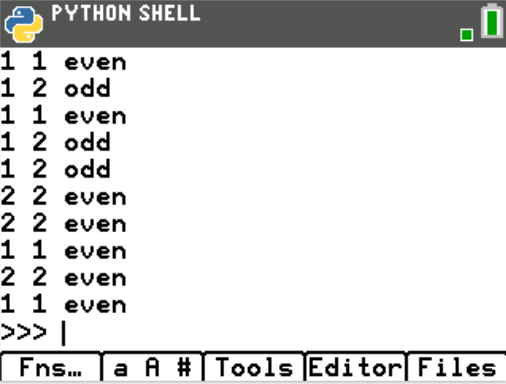 PYTHON SHELL
1 1 even
1 2 odd
1 1 even
1 2 odd
1 2 odd
2 2 even
2 2 even
1 1 even
2 2 even
1 1 even
>>> |
Fns… a A # Tools Editor Files